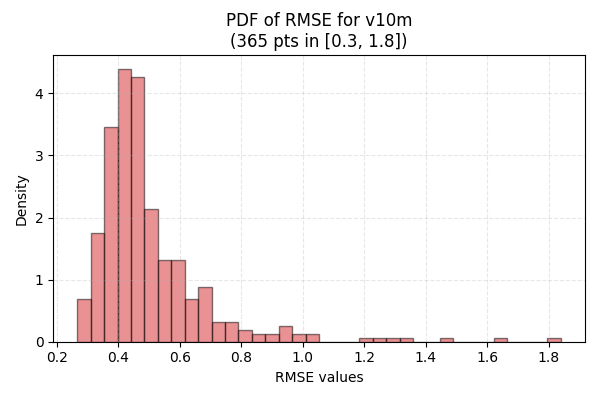 PDF of RMSE for v10m
(365 pts in [0.3, 1.8])
Density
4
3
2
1
0
0.2 0.4 0.6 0.8 1.0 1.2 1.4 1.6 1.8
RMSE values